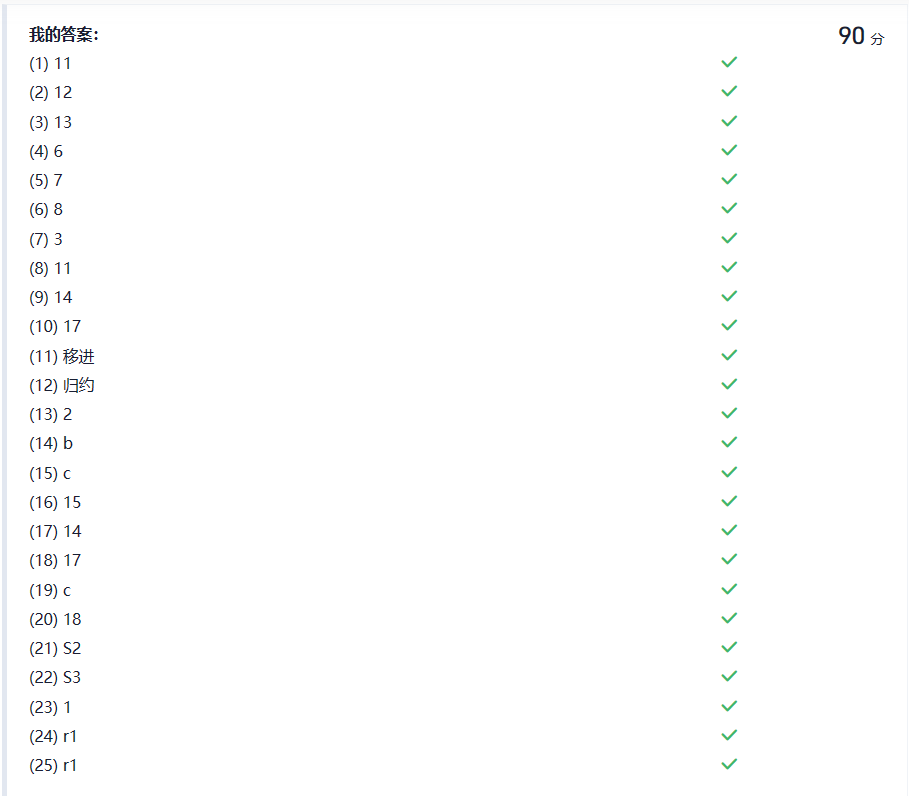 我的答案:
90 分
(1) 11
(2) 12
(3) 13
(4) 6
(5) 7
(6) 8
(7) 3
(8) 11
(9) 14
(10) 17
(11) 移进
(12) 归约
(13) 2
(14) b
(15) c
(16) 15
(17) 14
(18) 17
(19) c
(20) 18
(21) S2
(22) S3
(23) 1
(24) r1
(25) r1